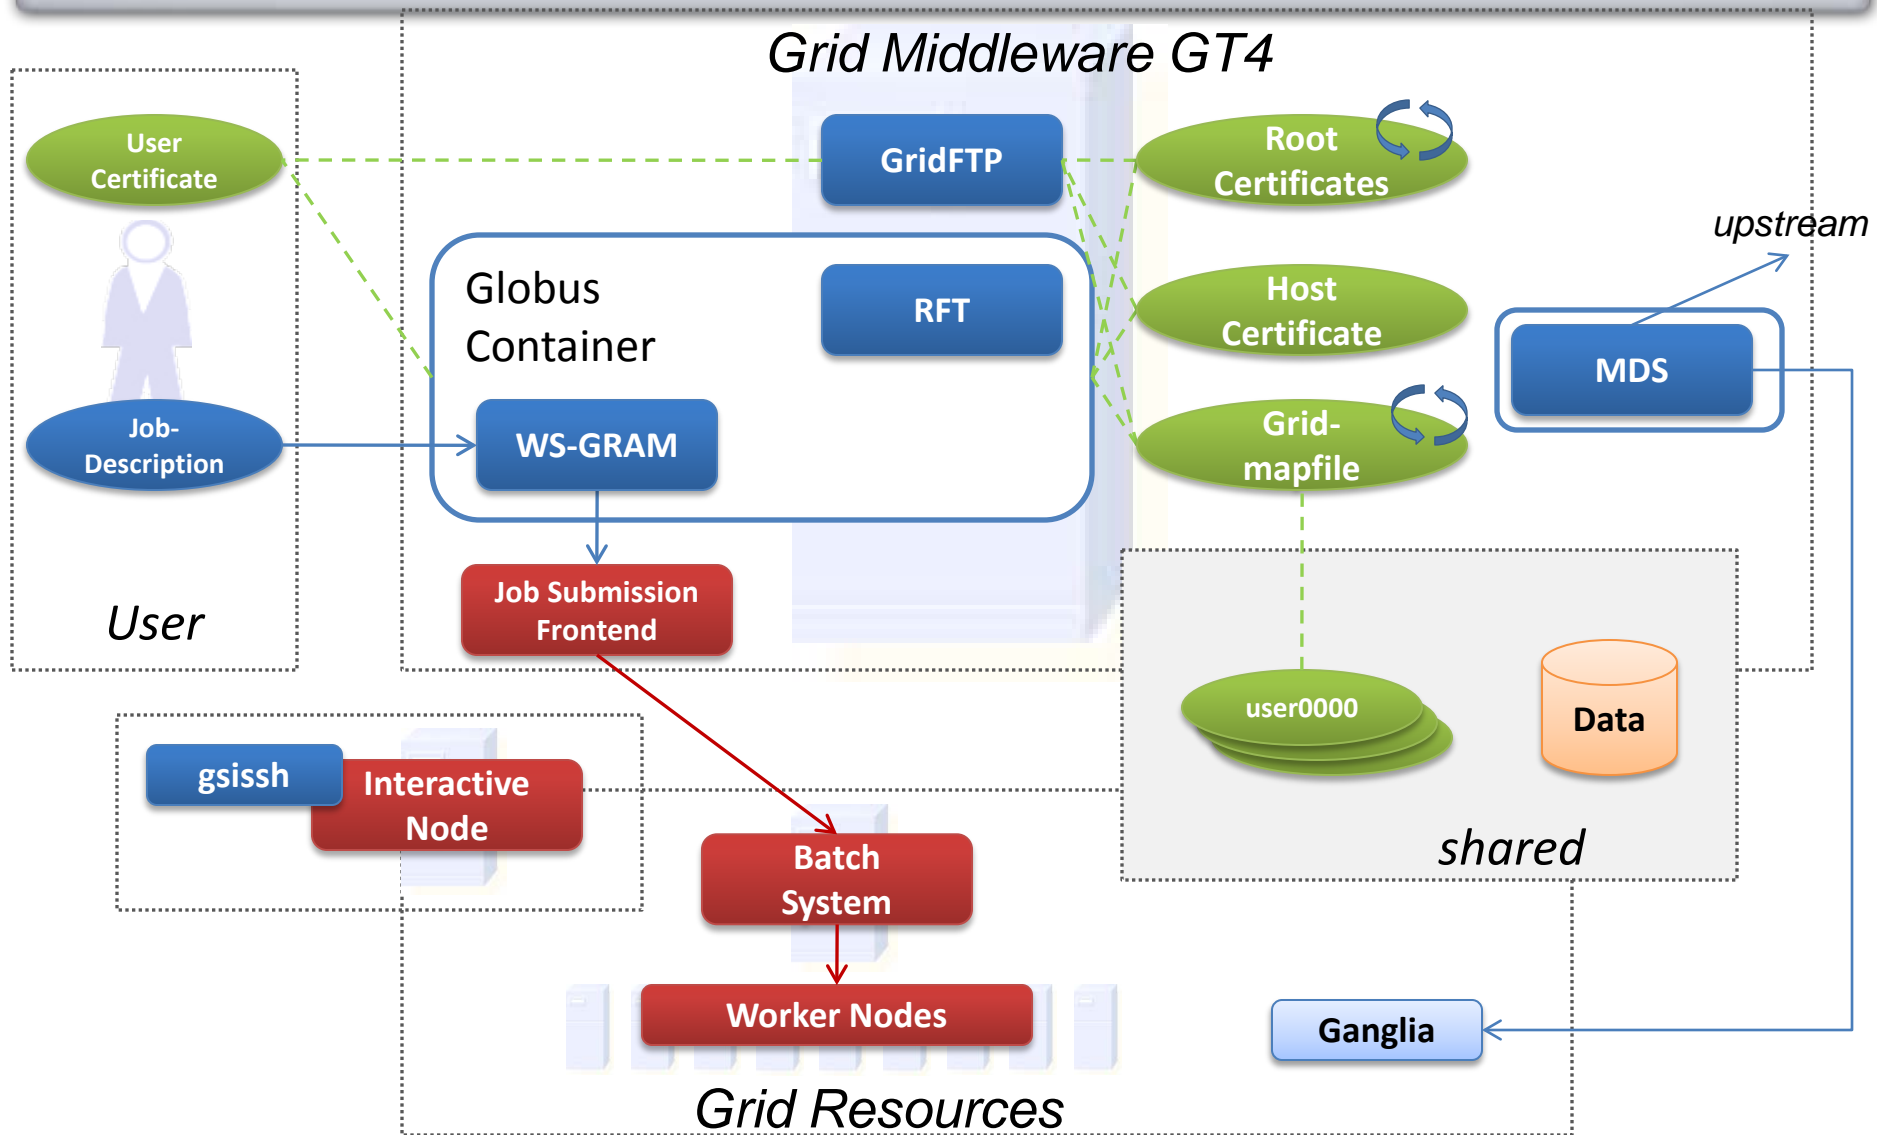 Grid Middleware GT4
User
Certificate
GridFTP
Root
Certificates
upstream
Globus
Container
RFT
Host
Certificate
MDS
Job-
Description
WS-GRAM
Grid-
mapfile
User
Job Submission
Frontend
user0000
Data
gsissh
Interactive
Node
shared
Batch
System
Worker Nodes
Ganglia
Grid Resources